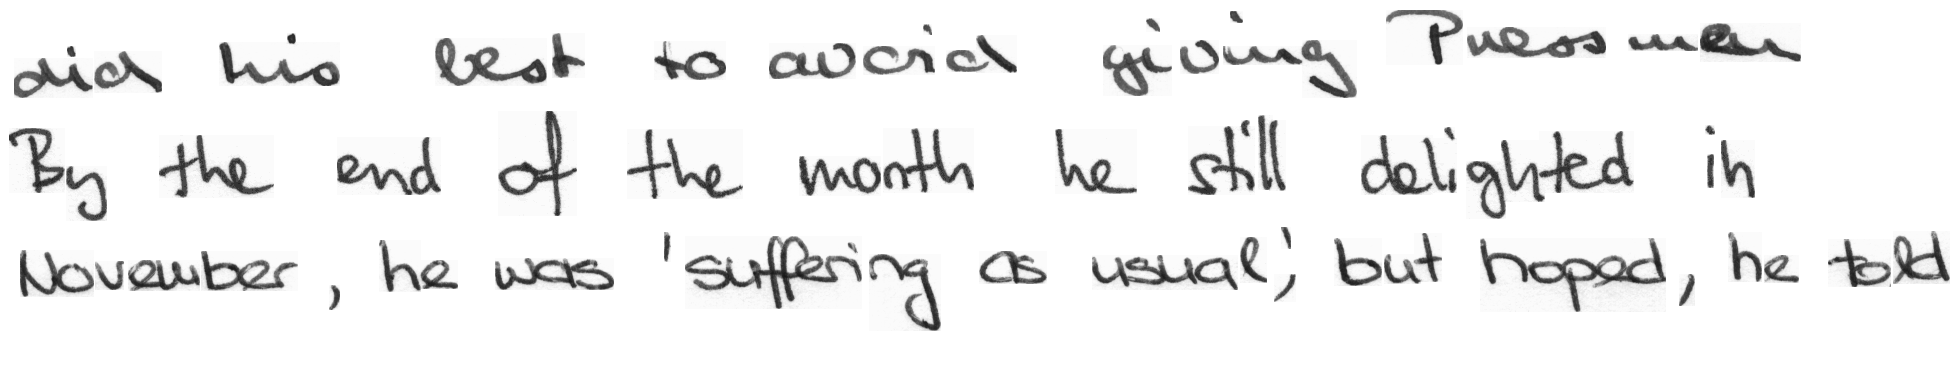 did his best to avoid giving Pressmen
By the end of the month he still delighted in
November, he was 'suffering as usual', but hoped, he told